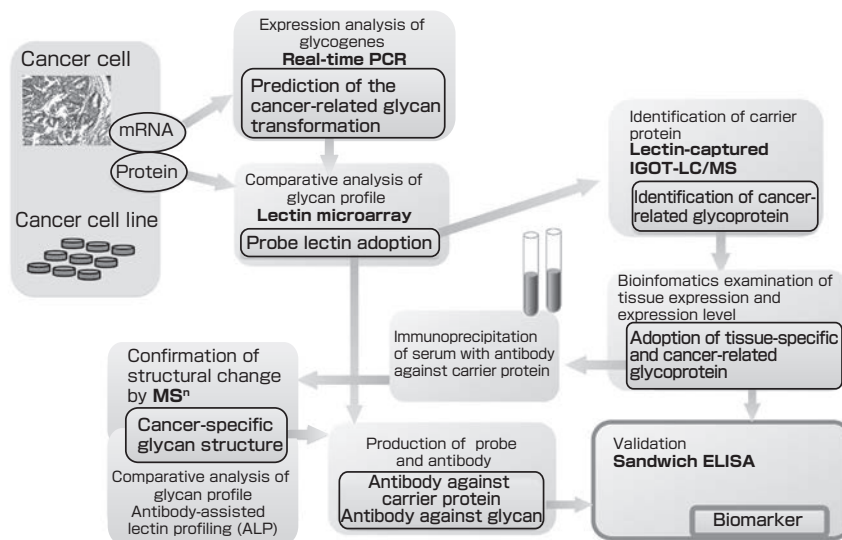 Cancer cell
mRNA
Protein
Cancer cell line
Expression analysis of
glycogenes
Real-time PCR
Prediction of the
cancer-related glycan
transformation
Comparative analysis of
glycan profile
Lectin microarray
Probe lectin adoption
Identification of carrier
protein
Lectin-captured
IGOT-LC/MS
Identification of cancer-
related glycoprotein
Bioinfomatics examination of
tissue expression and
expression level
Adoption of tissue-specific
and cancer-related
glycoprotein
Immunoprecipitation
of serum with antibody
against carrier protein
Confirmation of
structural change
by MSⁿ
Cancer-specific
glycan structure
Comparative analysis of
glycan profile
Antibody-assisted
lectin profiling (ALP)
Production of probe
and antibody
Antibody against
carrier protein
Antibody against glycan
Validation
Sandwich ELISA
Biomarker